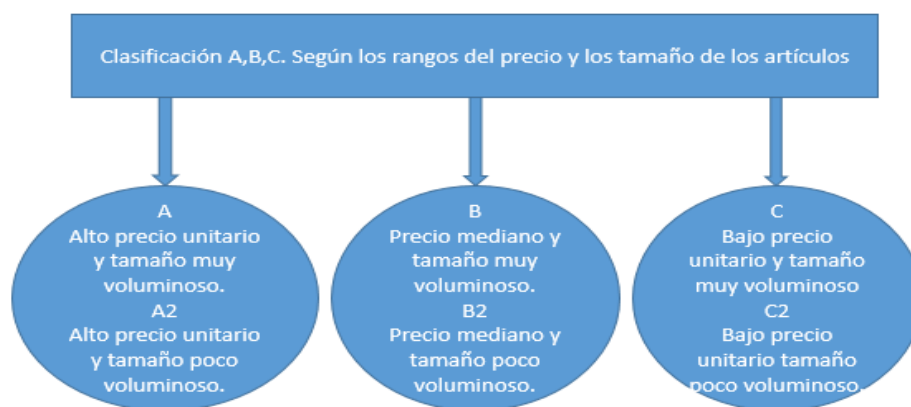 Clasificación A,B,C. Según los rangos del precio y los tamaño de los artículos
A
Alto precio unitario
y tamaño muy
voluminoso.
A2
Alto precio unitario
y tamaño poco
voluminoso.
B
Precio mediano y
tamaño muy
voluminoso.
B2
Precio mediano y
tamaño poco
voluminoso.
C
Bajo precio
unitario y tamaño
muy voluminoso
C2
Bajo precio
unitario tamaño
poco voluminoso.